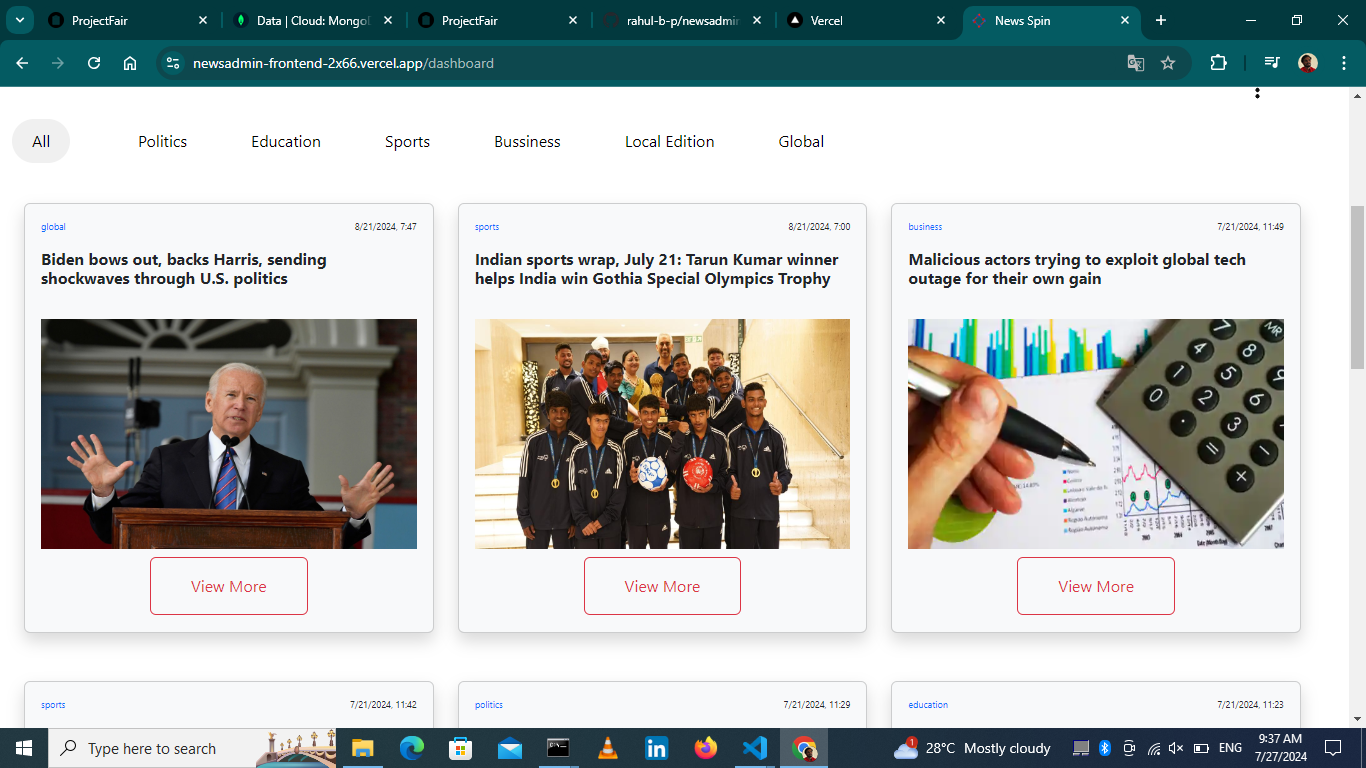 ProjectFair
Data | Cloud: Mongo
ProjectFair
rahul-b-p/newsadmin
Vercel
News Spin
newsadmin-frontend-2x66.vercel.app/dashboard
All
Politics
Education
Sports
Bussiness
Local Edition
Global
global
8/21/2024, 7:47
Biden bows out, backs Harris, sending
shockwaves through U.S. politics
View More
sports
8/21/2024, 7:00
Indian sports wrap, July 21: Tarun Kumar winner
helps India win Gothia Special Olympics Trophy
View More
business
7/21/2024, 11:49
Malicious actors trying to exploit global tech
outage for their own gain
View More
sports
7/21/2024, 11:42
politics
7/21/2024, 11:29
education
7/21/2024, 11:23
Type here to search
1
28°C Mostly cloudy
ENG
9:37 AM
7/27/2024